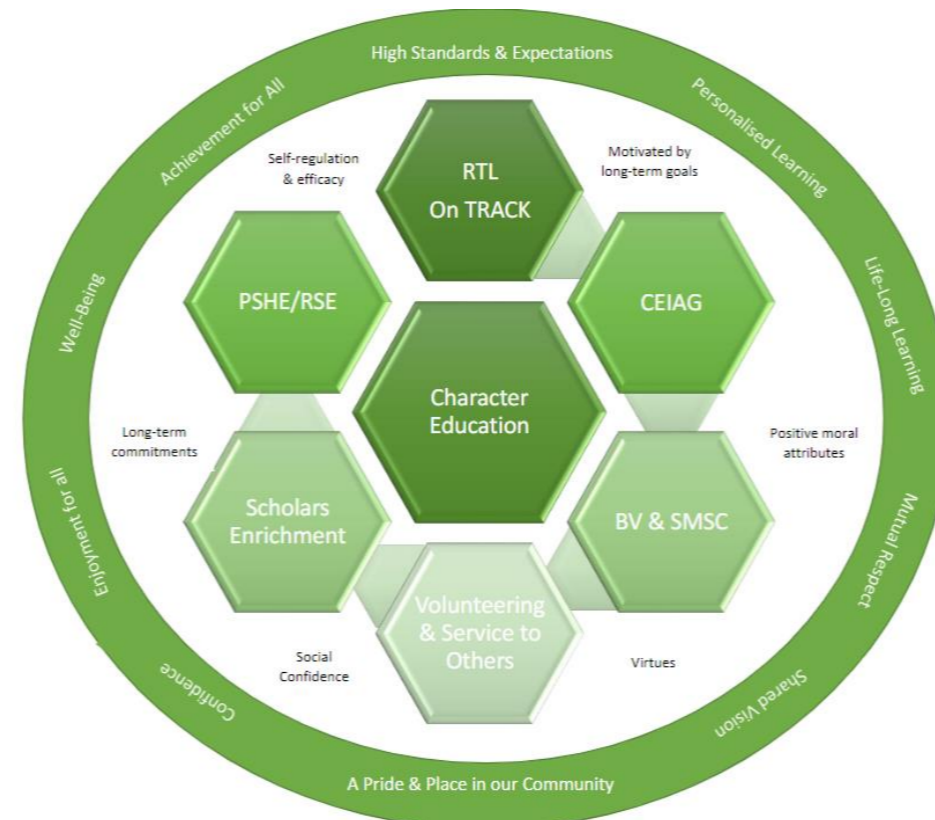 High Standards & Expectations
Personalised Learning
Life-Long Learning
Mutual Respect
Shared Vision
A Pride & Place in our Community
Confidence
Enjoyment for all
Well-Being
Achievement for All
RTL
On TRACK
Motivated by
long-term goals
CEIAG
Positive moral
attributes
BV & SMSC
Virtues
Volunteering
& Service to
Others
Social
Confidence
Scholars
Enrichment
Long-term
commitments
PSHE/RSE
Self-regulation
& efficacy
Character
Education